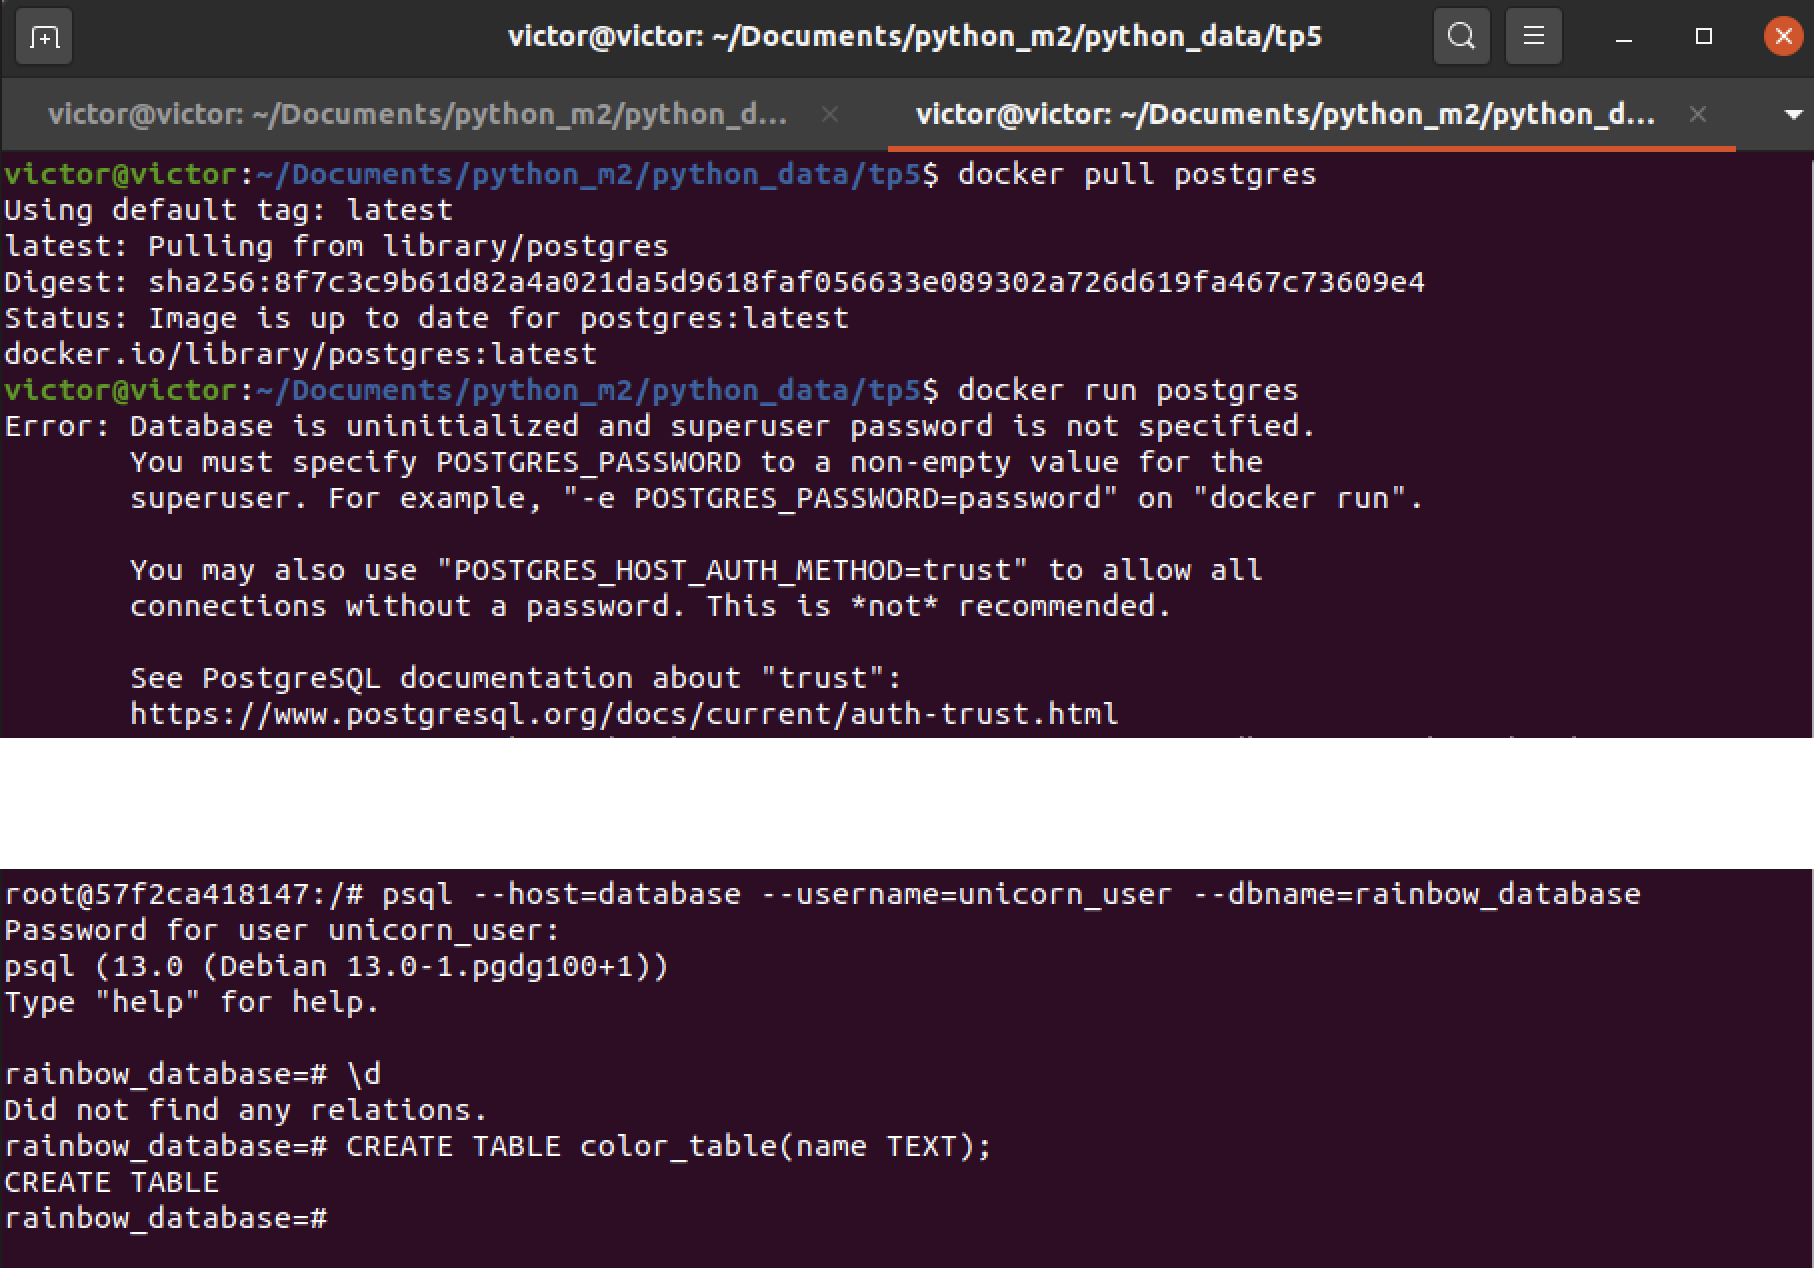 victor@victor: ~/Documents/python_m2/python_data/tp5
victor@victor: ~/Documents/python_m2/python_d...
victor@victor: ~/Documents/python_m2/python_d...
victor@victor:~/Documents/python_m2/python_data/tp5$ docker pull postgres
Using default tag: latest
latest: Pulling from library/postgres
Digest: sha256:8f7c3c9b61d82a4a021da5d9618faf056633e089302a726d619fa467c73609e4
Status: Image is up to date for postgres:latest
docker.io/library/postgres:latest
victor@victor:~/Documents/python_m2/python_data/tp5$ docker run postgres
Error: Database is uninitialized and superuser password is not specified.
You must specify POSTGRES_PASSWORD to a non-empty value for the
superuser. For example, "-e POSTGRES_PASSWORD=password" on "docker run".
You may also use "POSTGRES_HOST_AUTH_METHOD=trust" to allow all
connections without a password. This is *not* recommended.
See PostgreSQL documentation about "trust":
https://www.postgresql.org/docs/current/auth-trust.html
root@57f2ca418147:/# psql --host=database --username=unicorn_user --dbname=rainbow_database
Password for user unicorn_user:
psql (13.0 (Debian 13.0-1.pgdg100+1))
Type "help" for help.
rainbow_database=# \d
Did not find any relations.
rainbow_database=# CREATE TABLE color_table(name TEXT);
CREATE TABLE
rainbow_database=#